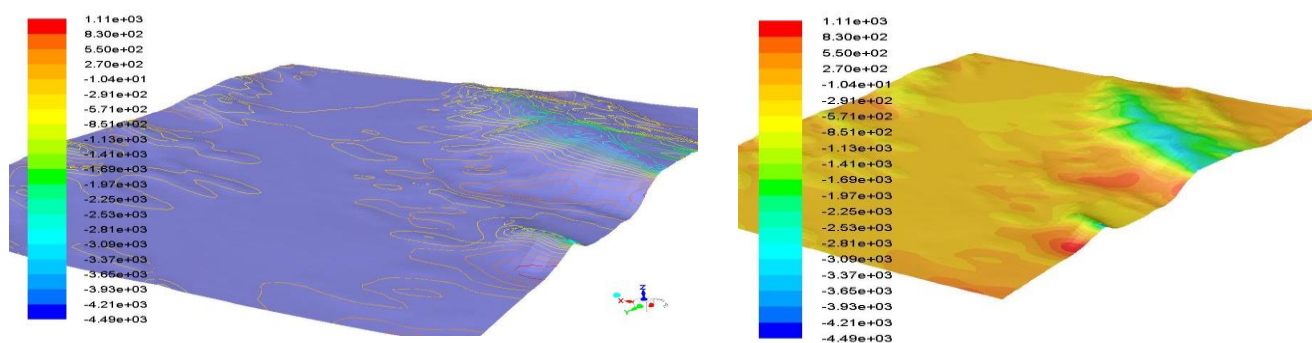 1.11e+03
8.30e+02
5.50e+02
2.70e+02
-1.04e+01
-2.91e+02
-5.71e+02
-8.51e+02
-1.13e+03
-1.41e+03
-1.69e+03
-1.97e+03
-2.25e+03
-2.53e+03
-2.81e+03
-3.09e+03
-3.37e+03
-3.65e+03
-3.93e+03
-4.21e+03
-4.49e+03
Z
X
Y
1.11e+03
8.30e+02
5.50e+02
2.70e+02
-1.04e+01
-2.91e+02
-5.71e+02
-8.51e+02
-1.13e+03
-1.41e+03
-1.69e+03
-1.97e+03
-2.25e+03
-2.53e+03
-2.81e+03
-3.09e+03
-3.37e+03
-3.65e+03
-3.93e+03
-4.21e+03
-4.49e+03